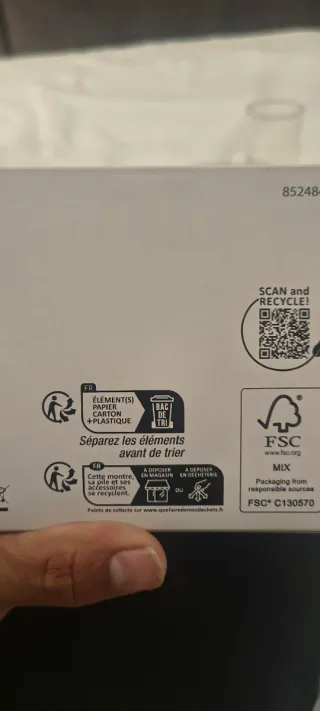 85248
SCAN and
RECYCLE!
FR
ÉLÉMENT(S)
PAPIER
CARTON
+PLASTIQUE
BAC
DE
TRI
Séparez les éléments
avant de trier
FR
Cette montre,
sa pile et ses
accessoires
se recyclent.
À DÉPOSER
EN MAGASIN
OU
À DÉPOSER
EN DÉCHÈTERIE
Points de collecte sur www.quefairedemesdechets.fr
FSC
www.fsc.org
MIX
Packaging from
responsible sources
FSC® C130570